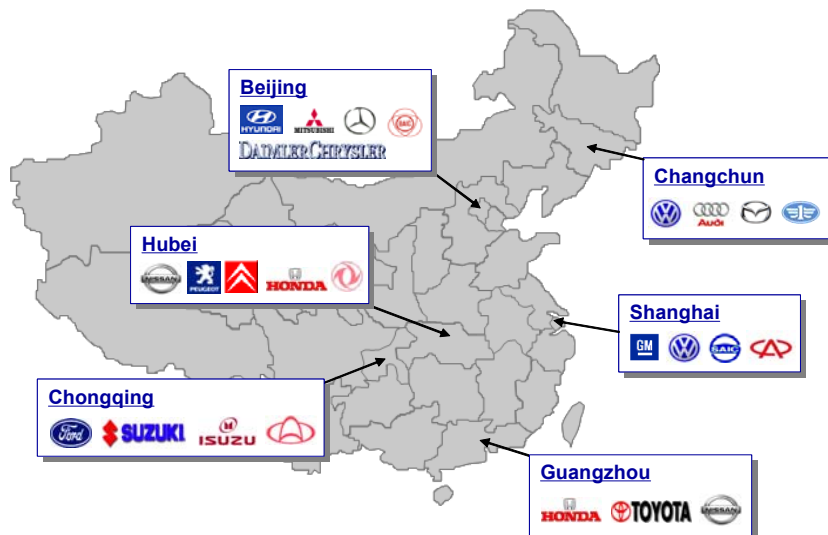 Beijing
HYUNDAI
MITSUBISHI
BAIC
DAIMLERCHRYSLER
Changchun
Audi
Hubei
NISSAN
PEUGEOT
HONDA
Shanghai
GM
SAIC
Chongqing
Ford
SUZUKI
ISUZU
Guangzhou
HONDA
TOYOTA
NISSAN